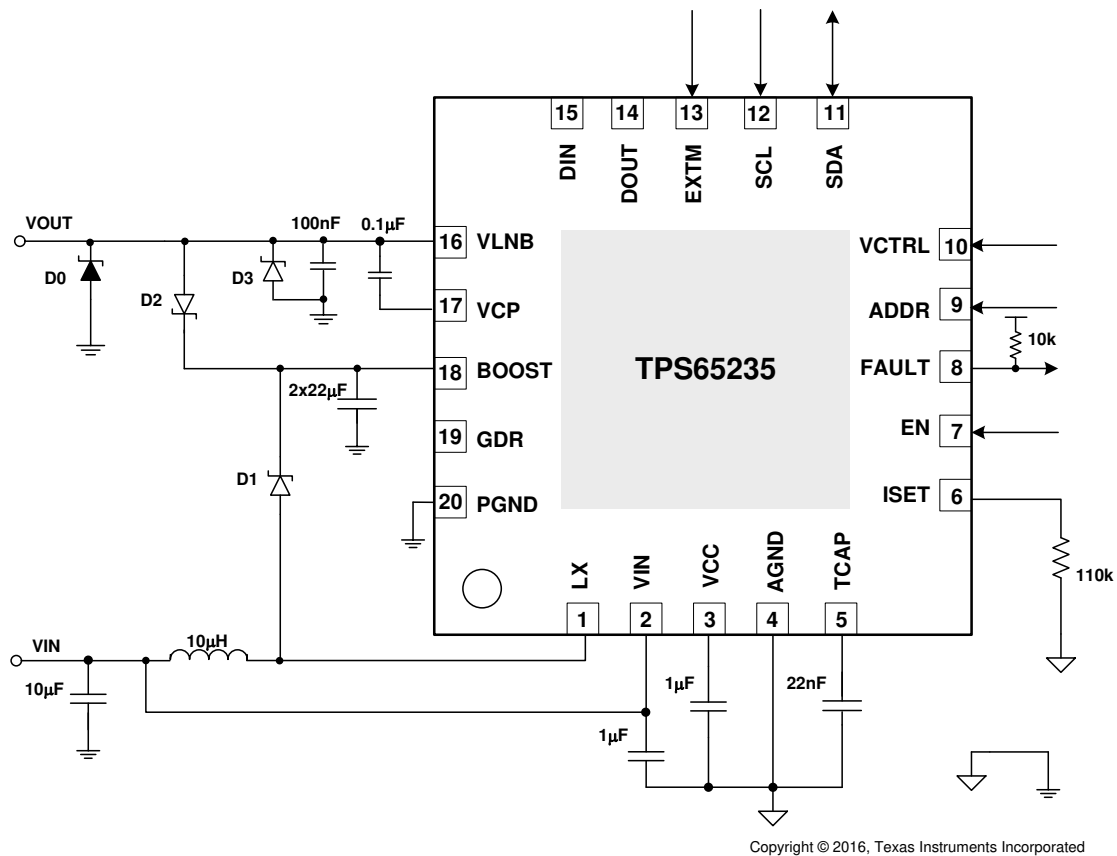 15
14
13
12
11
DIN
DOUT
EXTM
SCL
SDA
VOUT
100nF
0.1μF
16
VLNB
VCTRL
10
D0
D2
D3
17
VCP
ADDR
9
10k
2x22μF
18
BOOST
TPS65235
FAULT
8
19
GDR
EN
7
D1
20
PGND
ISET
6
110k
LX
VIN
VCC
AGND
TCAP
1
2
3
4
5
VIN
10μH
10μF
1μF
1μF
22nF
Copyright © 2016, Texas Instruments Incorporated